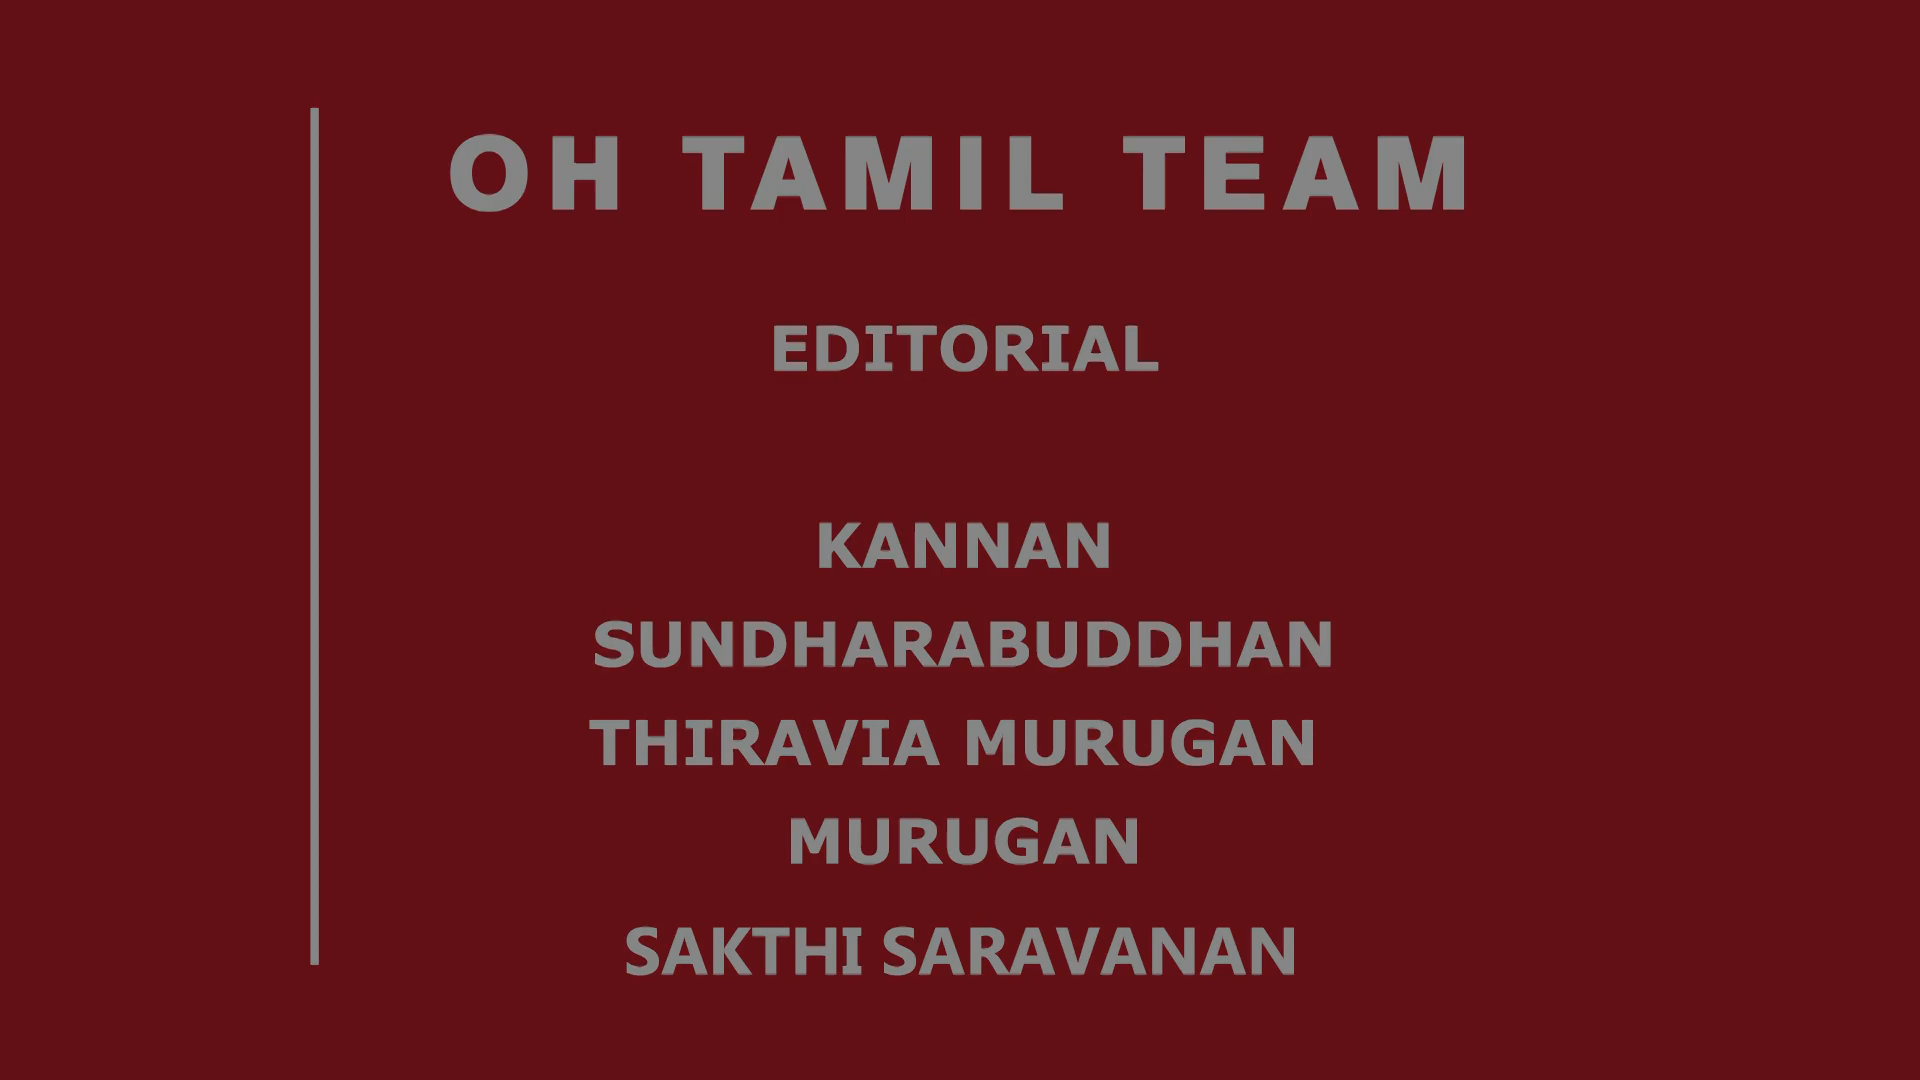 OH TAMIL TEAM
EDITORIAL
KANNAN
SUNDHARABUDDHAN
THIRAVIA MURUGAN
MURUGAN
SAKTHI SARAVANAN